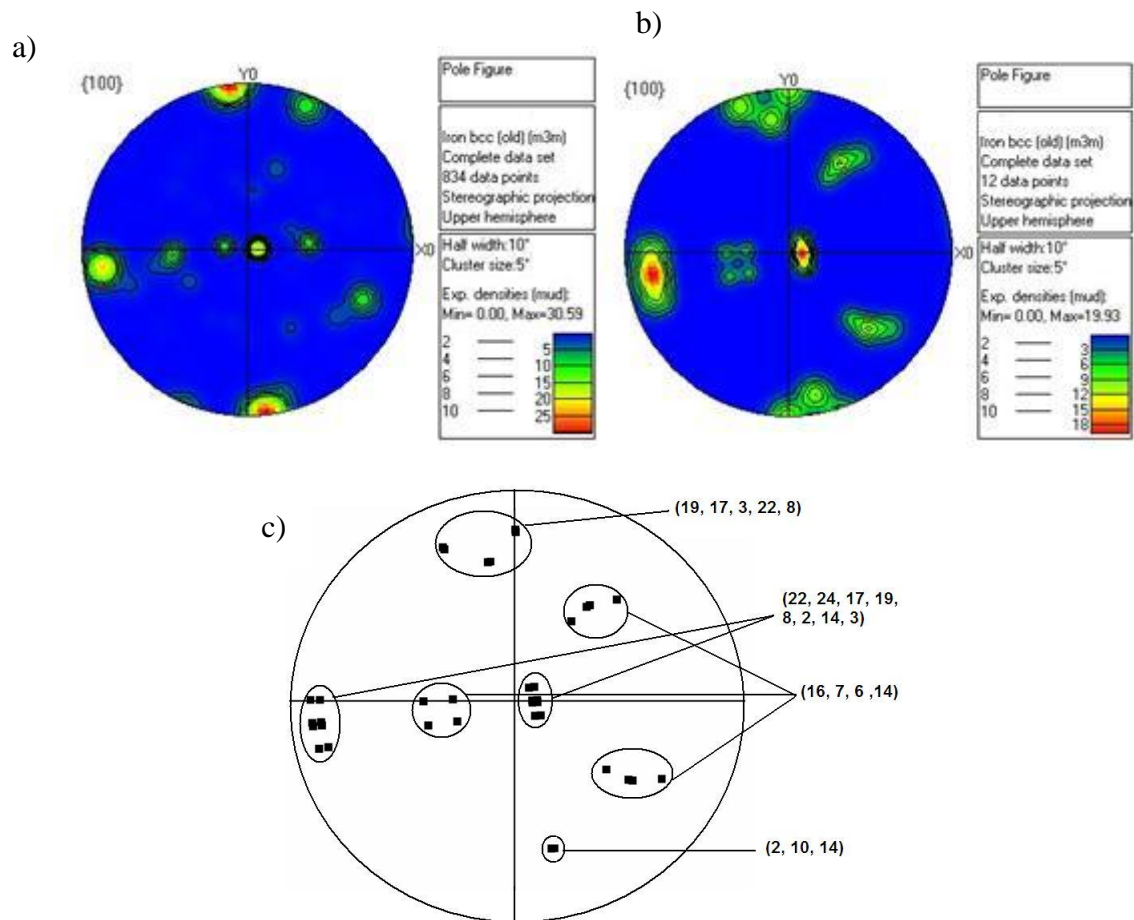 a)
{100}
Y0
X0
Pole Figure
Iron bcc (old) (m3m)
Complete data set
834 data points
Stereographic projection
Upper hemisphere
Half width:10°
Cluster size:5°
Exp. densities (mud):
Min= 0.00, Max=30.59
2
4
6
8
10
5
10
15
20
25
b)
{100}
Y0
X0
Pole Figure
Iron bcc (old) (m3m)
Complete data set
12 data points
Stereographic projection
Upper hemisphere
Half width:10°
Cluster size:5°
Exp. densities (mud):
Min= 0.00, Max=19.93
2
4
6
8
10
3
6
9
12
15
18
c)
(19, 17, 3, 22, 8)
(22, 24, 17, 19,
8, 2, 14, 3)
(16, 7, 6 ,14)
(2, 10, 14)